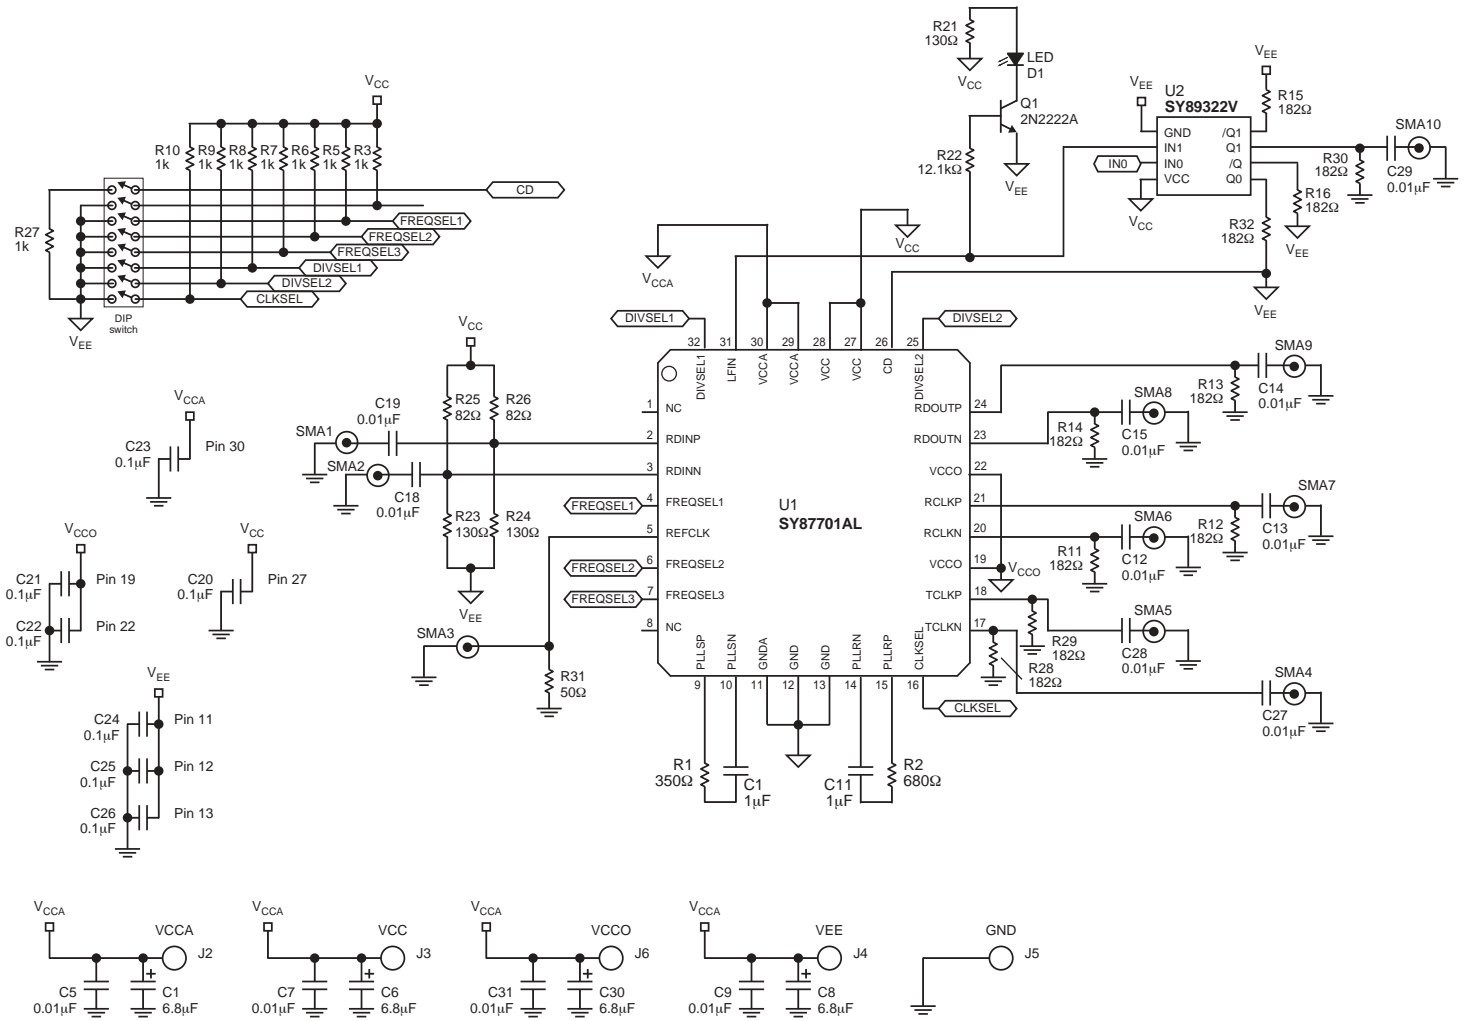 R21
130Ω
VCC
LED
D1
Q1
2N2222A
R22
12.1kΩ
VEE
VEE
U2
SY89322V
GND
IN1
IN0
VCC
/Q1
Q1
/Q
Q0
IN0
VCC
VEE
R15
182Ω
SMA10
R30
182Ω
C29
0.01µF
R16
182Ω
VEE
R32
182Ω
VEE
VCC
R10
1k
R9
1k
R8
1k
R7
1k
R6
1k
R5
1k
R3
1k
CD
FREQSEL1
FREQSEL2
FREQSEL3
DIVSEL1
DIVSEL2
CLKSEL
R27
1k
VEE
DIP
switch
VCCA
VCC
DIVSEL1
DIVSEL2
32
31
30
29
28
27
26
25
DIVSEL1
LFIN
VCCA
VCCA
VCC
VCC
CD
DIVSEL2
VCC
R25
82Ω
R26
82Ω
C19
0.01µF
SMA1
SMA2
C18
0.01µF
R23
130Ω
R24
130Ω
VEE
SMA3
R31
50Ω
FREQSEL1
FREQSEL2
FREQSEL3
1
NC
2
RDINP
3
RDINN
4
FREQSEL1
5
REFCLK
6
FREQSEL2
7
FREQSEL3
8
NC
U1
SY87701AL
RDOUTP
24
RDOUTN
23
VCCO
22
RCLKP
21
RCLKN
20
VCCO
19
TCLKP
18
TCLKN
17
VCCO
PLLSP
PLLSN
GNDA
GND
GND
PLLRN
PLLRP
CLKSEL
9
10
11
12
13
14
15
16
CLKSEL
R1
350Ω
C1
1µF
C11
1µF
R2
680Ω
SMA9
R13
182Ω
C14
0.01µF
SMA8
R14
182Ω
C15
0.01µF
SMA7
R12
182Ω
C13
0.01µF
SMA6
R11
182Ω
C12
0.01µF
SMA5
R29
182Ω
C28
0.01µF
R28
182Ω
SMA4
C27
0.01µF
VCCA
C23
0.1µF
Pin 30
VCCO
C21
0.1µF
Pin 19
C22
0.1µF
Pin 22
VCC
C20
0.1µF
Pin 27
VEE
C24
0.1µF
Pin 11
C25
0.1µF
Pin 12
C26
0.1µF
Pin 13
VCCA
VCCA
J2
C5
0.01µF
+
C1
6.8µF
VCCA
VCC
J3
C7
0.01µF
+
C6
6.8µF
VCCA
VCCO
J6
C31
0.01µF
+
C30
6.8µF
VCCA
VEE
J4
C9
0.01µF
+
C8
6.8µF
GND
J5